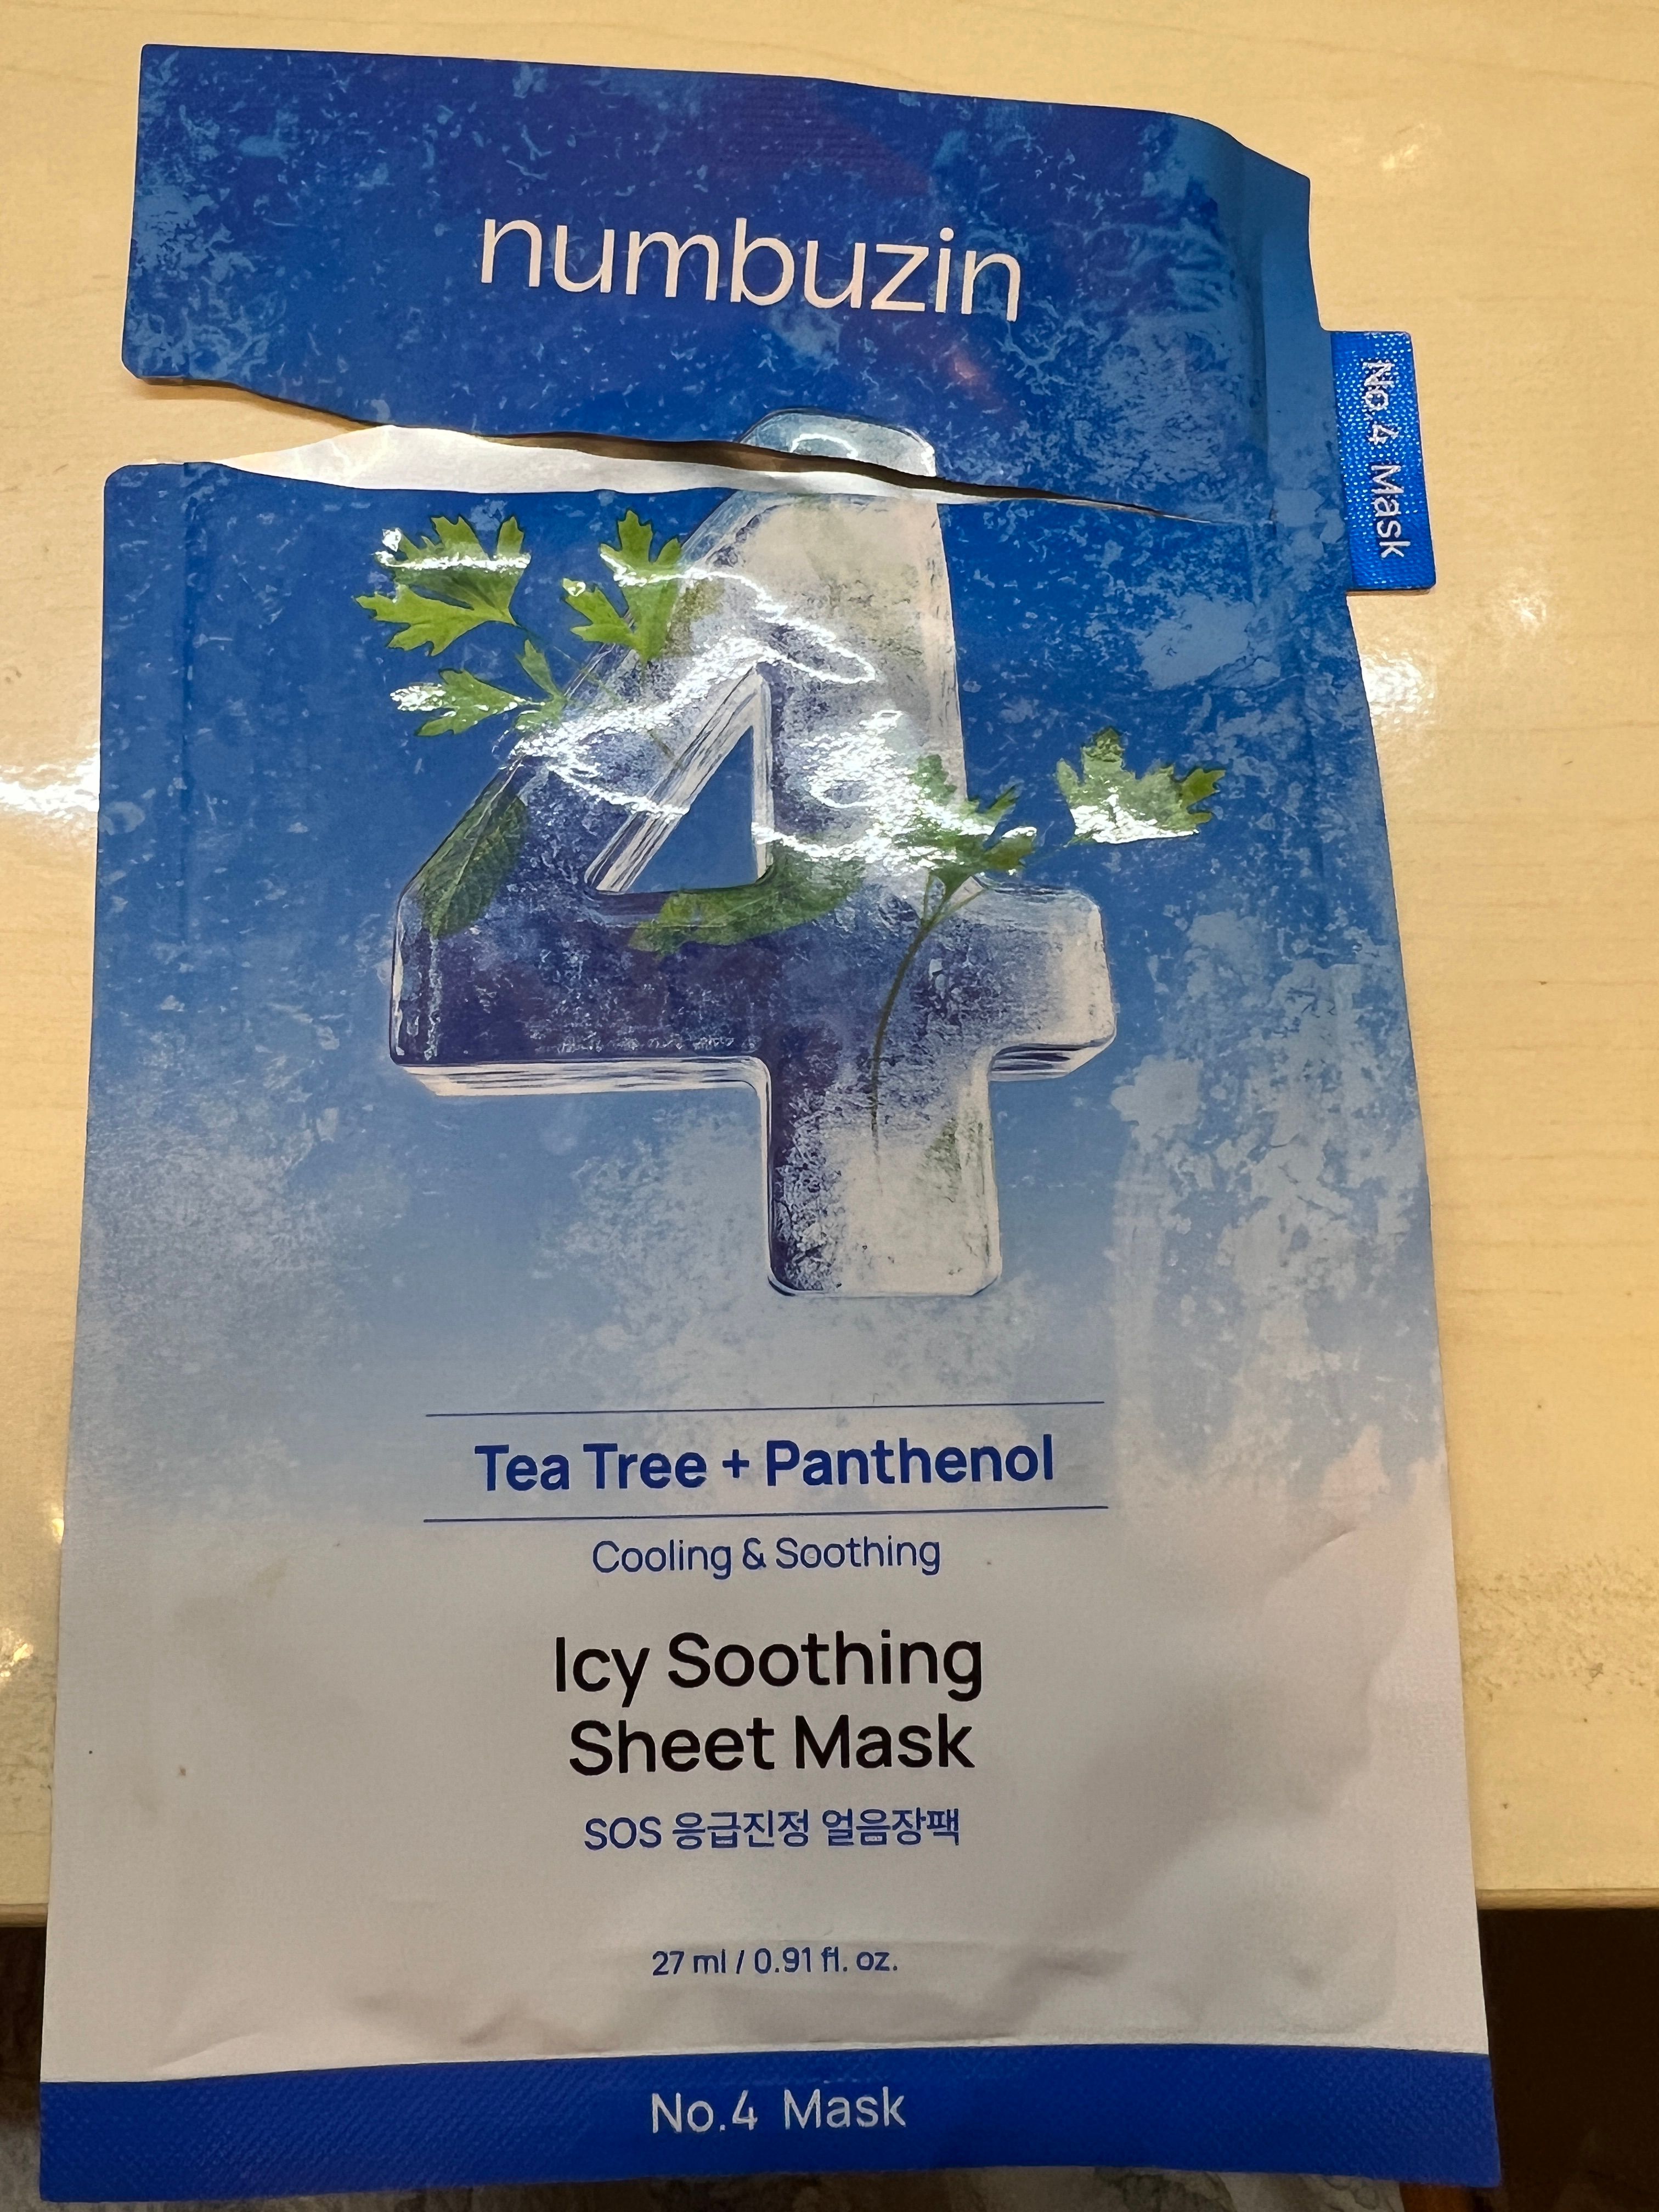 numbuzin
No.4 Mask
4
Tea Tree + Panthenol
Cooling & Soothing
Icy Soothing
Sheet Mask
SOS 응급진정 얼음장팩
27 ml / 0.91 fl. oz.
No.4 Mask